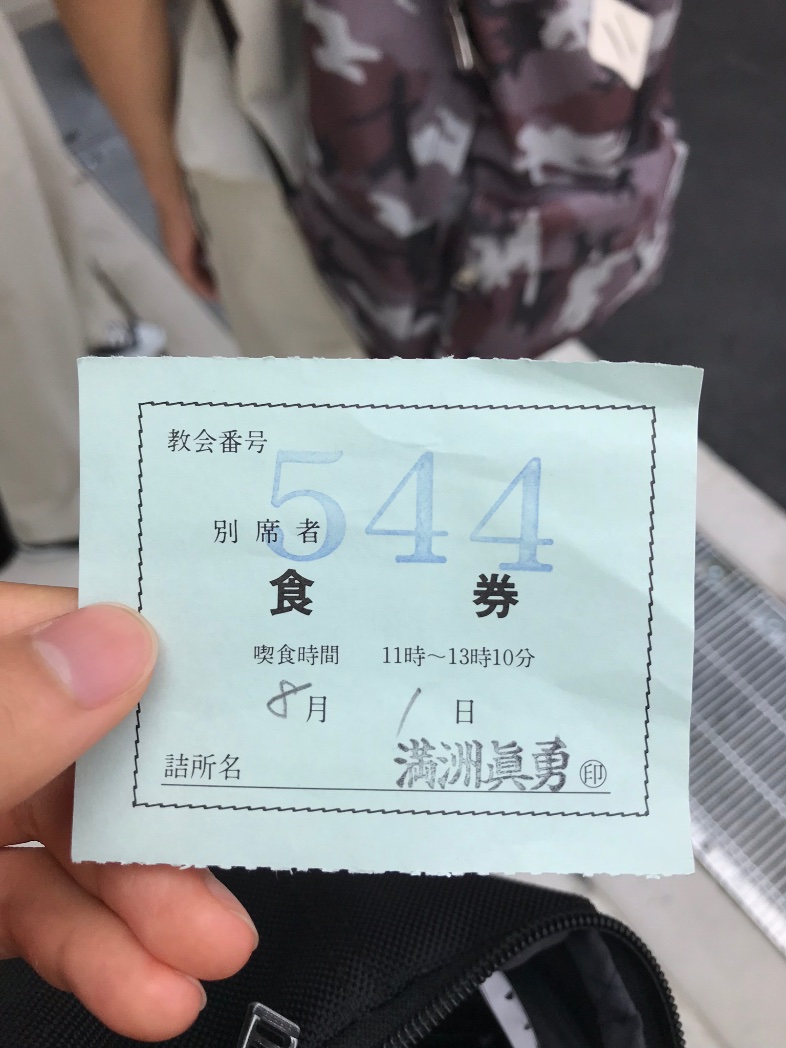 教会番号
544
別席者
食券
喫食時間 11時～13時10分
8月 1日
詰所名 満洲眞勇 ㊞